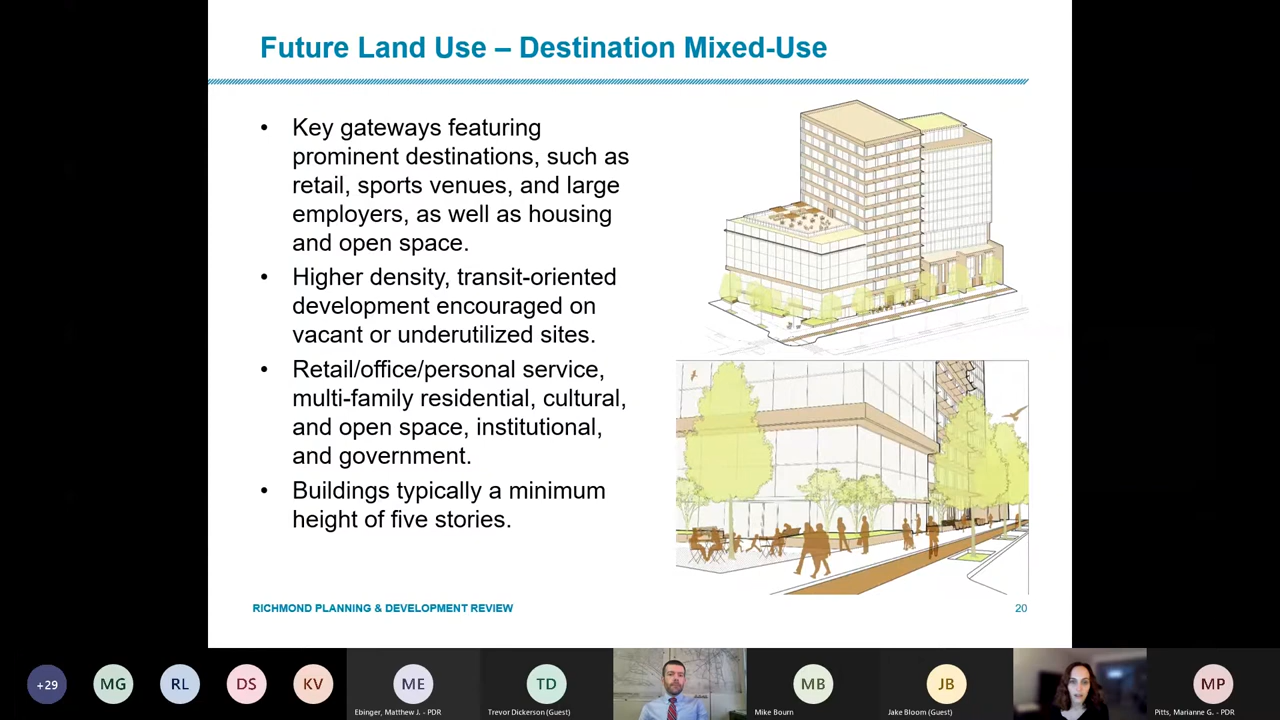 Future Land Use – Destination Mixed-Use
• Key gateways featuring
prominent destinations, such as
retail, sports venues, and large
employers, as well as housing
and open space.
• Higher density, transit-oriented
development encouraged on
vacant or underutilized sites.
• Retail/office/personal service,
multi-family residential, cultural,
and open space, institutional,
and government.
• Buildings typically a minimum
height of five stories.
RICHMOND PLANNING & DEVELOPMENT REVIEW
20
+29
MG
RL
DS
KV
ME
TD
MB
JB
MP
Ebinger, Matthew J. - PDR
Trevor Dickerson (Guest)
Mike Bourn
Jake Bloom (Guest)
Pitts, Marianne G. - PDR